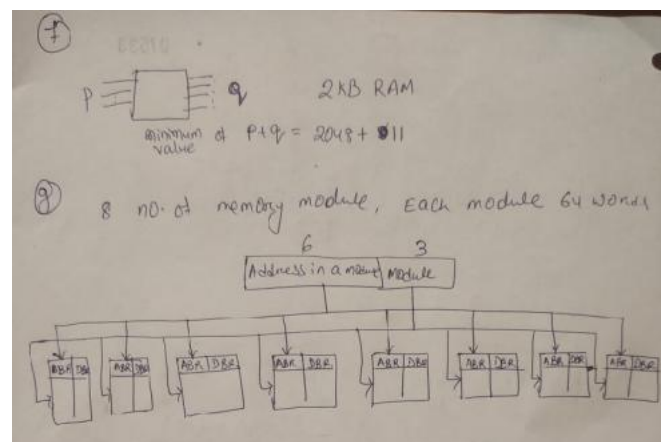 7
P q 2KB RAM
minimum value of P+q = 2048 + 11
8 no. of memory module, Each module 64 words
6 3
Address in a module Module
ABR DBR ABR DBR ABR DBR ABR DBR ABR DBR ABR DBR ABR DBR ABR DBR